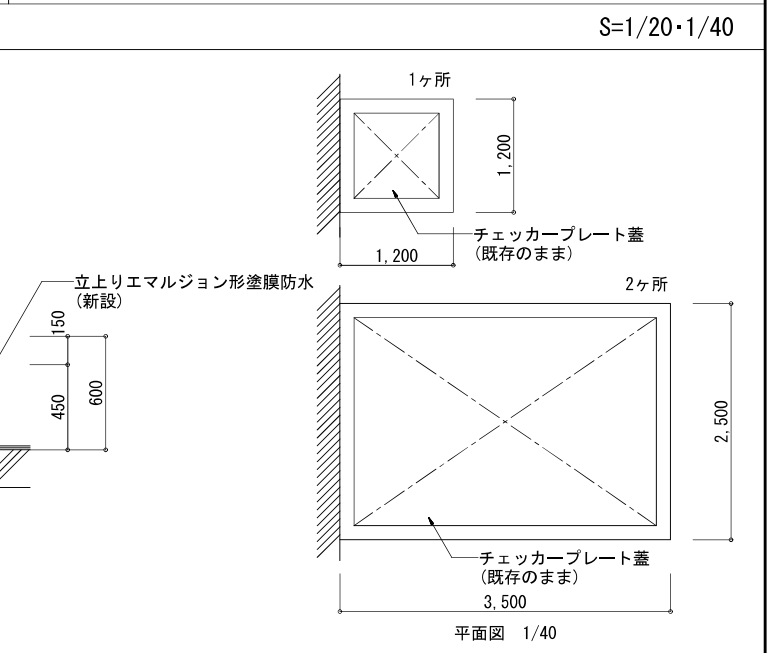 S=1/20・1/40
1ヶ所
1,200
チェッカープレート蓋
(既存のまま)
1,200
立上りエマルジョン形塗膜防水
(新設)
150
450
600
2ヶ所
2,500
チェッカープレート蓋
(既存のまま)
3,500
平面図 1/40